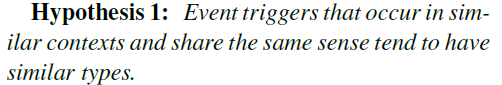 Hypothesis 1: Event triggers that occur in sim-
ilar contexts and share the same sense tend to have
similar types.